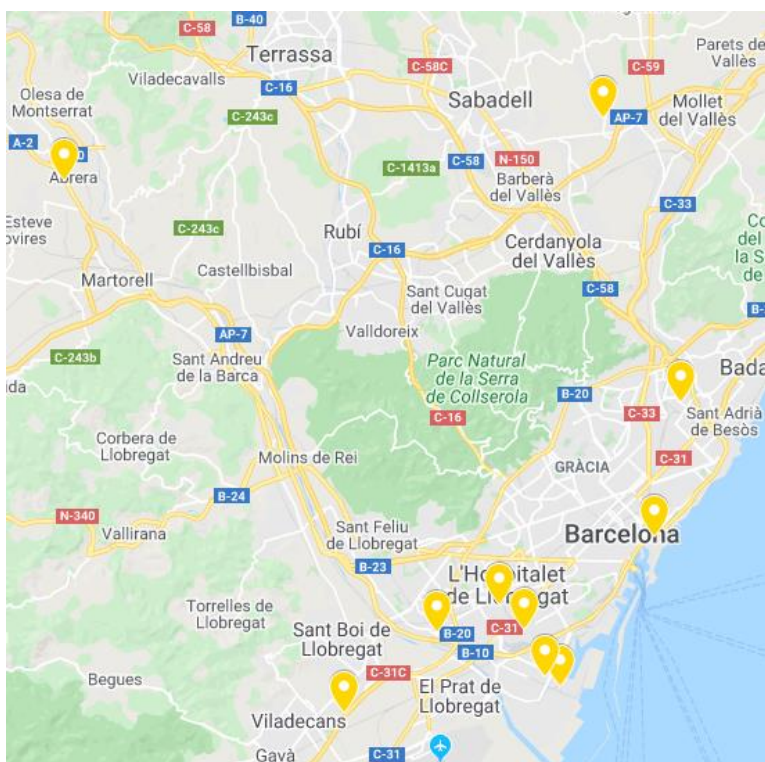 B-40
C-58
Terrassa
Parets de
Vallès
Viladecavalls
C-58C
C-59
C-16
Olesa de
Montserrat
Sabadell
Mollet
del Vallès
C-243c
AP-7
A-2
N-150
C-58
Abrera
C-1413a
Barberà
del Vallès
C-33
Esteve
ovires
C-243c
Rubí
C-16
Cerdanyola
del Vallès
Co
del
la S
de
Martorell
Castellbisbal
Sant Cugat
del Vallès
C-58
B-
AP-7
Valldoreix
C-243b
Sant Andreu
de la Barca
Parc Natural
de la Serra
de Collserola
Bada
da
B-20
C-16
C-33
Sant Adrià
de Besòs
Corbera de
Llobregat
Molins de Rei
GRÀCIA
C-31
B-24
N-340
Vallirana
Sant Feliu
de Llobregat
Barcelona
B-23
L'Hospitalet
de Llobregat
Torrelles de
Llobregat
Sant Boi de
Llobregat
B-20
C-31
B-10
C-31C
Begues
El Prat de
Llobregat
Viladecans
Gavà
C-31